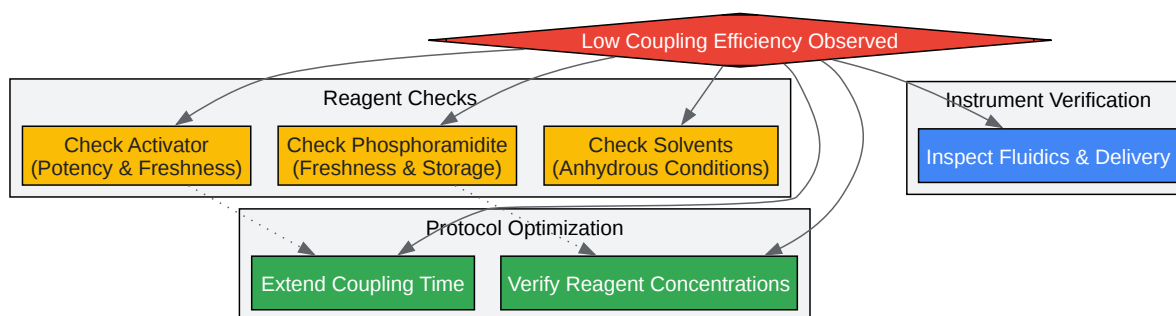 Low Coupling Efficiency Observed
Reagent Checks
Instrument Verification
Check Activator
(Potency & Freshness)
Check Phosphoramidite
(Freshness & Storage)
Check Solvents
(Anhydrous Conditions)
Inspect Fluidics & Delivery
Protocol Optimization
Extend Coupling Time
Verify Reagent Concentrations